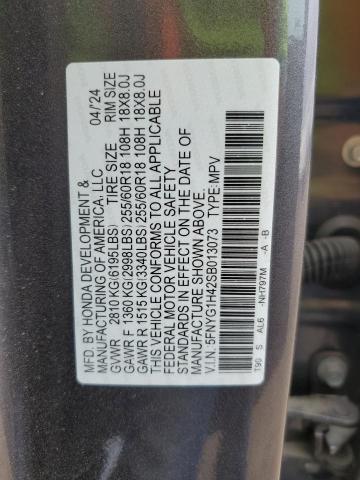 MFD. BY HONDA DEVELOPMENT & 04/24
MANUFACTURING OF AMERICA, LLC
GVWR 2810 KG(6195LBS) TIRE SIZE RIM SIZE
GAWR F 1360 KG(2998LBS)255/60R18 108H 18X8.0J
GAWR R 1515 KG(3340LBS)255/60R18 108H 18X8.0J
THIS VEHICLE CONFORMS TO ALL APPLICABLE
FEDERAL MOTOR VEHICLE SAFETY
STANDARDS IN EFFECT ON THE DATE OF
MANUFACTURE SHOWN ABOVE.
V.I.N. 5FNYG1H42SB013073 TYPE:MPV
T90 S AL6 -NH797M -A -B